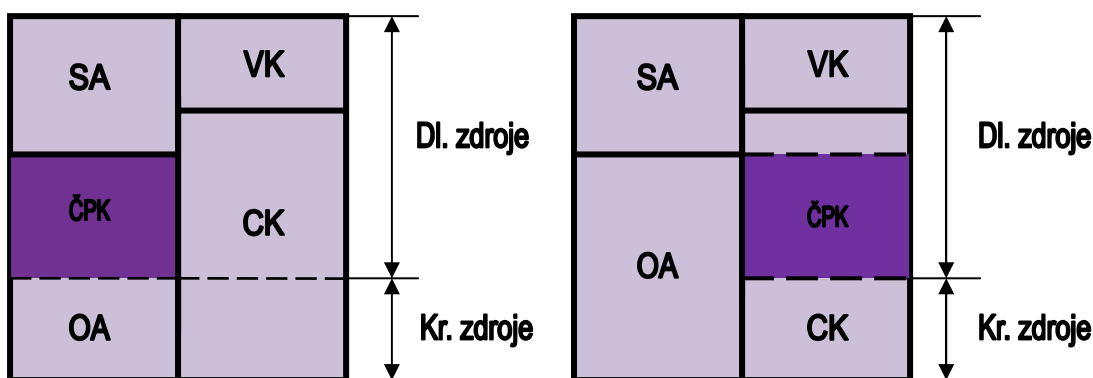 SA
VK
ČPK
CK
OA
Dl. zdroje
Kr. zdroje
SA
VK
ČPK
OA
CK
Dl. zdroje
Kr. zdroje